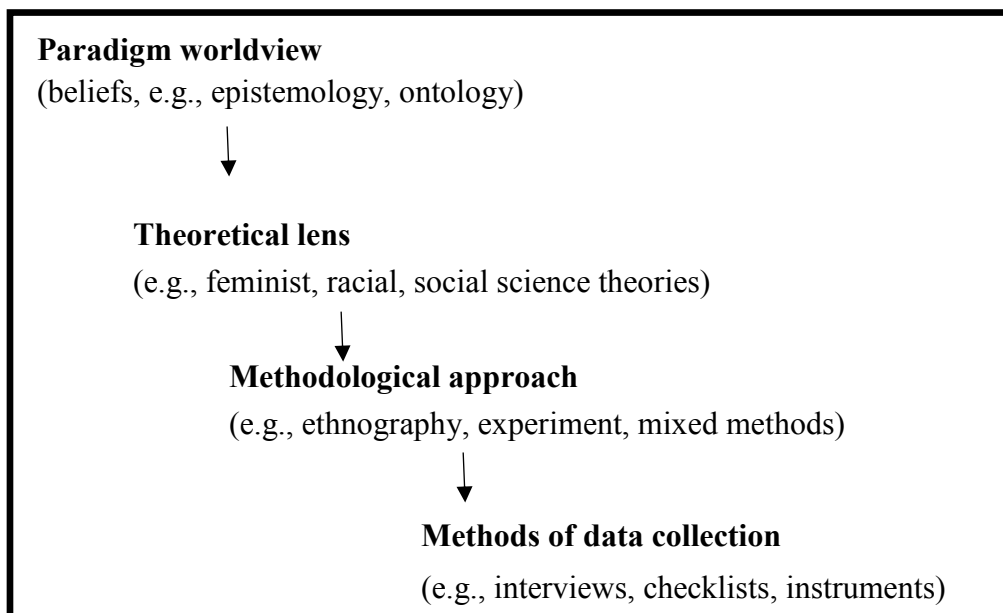 Paradigm worldview
(beliefs, e.g., epistemology, ontology)
Theoretical lens
(e.g., feminist, racial, social science theories)
Methodological approach
(e.g., ethnography, experiment, mixed methods)
Methods of data collection
(e.g., interviews, checklists, instruments)